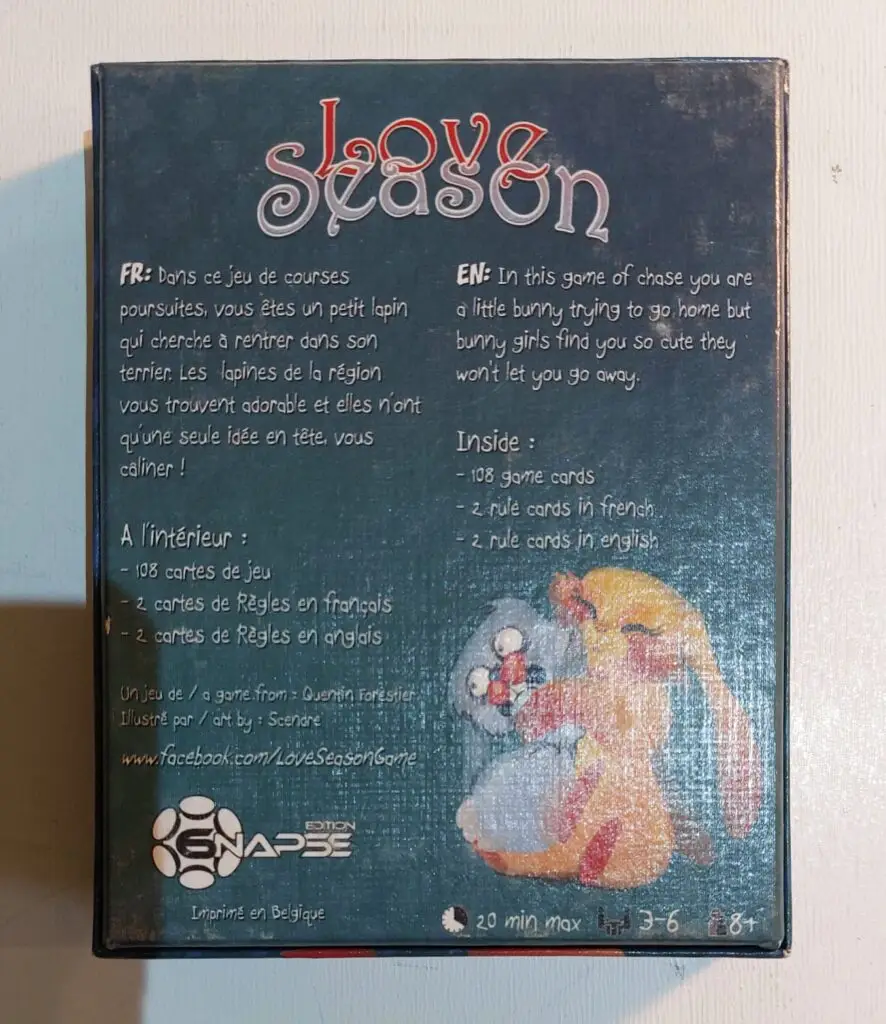 Love
Season
FR: Dans ce jeu de courses
poursuites, vous êtes un petit lapin
qui cherche à rentrer dans son
terrier. Les lapines de la région
vous trouvent adorable et elles n'ont
qu'une seule idée en tête, vous
câliner !
A l'intérieur :
- 108 cartes de jeu
- 2 cartes de Règles en français
- 2 cartes de Règles en anglais
EN: In this game of chase you are
a little bunny trying to go home but
bunny girls find you so cute they
won't let you go away.
Inside :
- 108 game cards
- 2 rule cards in french
- 2 rule cards in english
Un jeu de / a game from : Quentin Forestier
Illustré par / art by : Scendre
www.facebook.com/LoveSeasonGame
EDITION
6NAPSE
Imprimé en Belgique
20 min max 3-6 8+